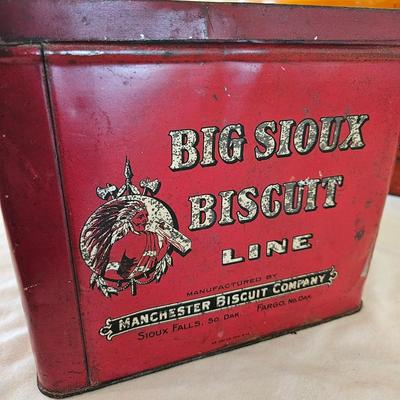 BIG SIOUX
BISCUIT
LINE
MANUFACTURED BY
MANCHESTER BISCUIT COMPANY
SIOUX FALLS, SO. DAK. FARGO, NO. DAK.